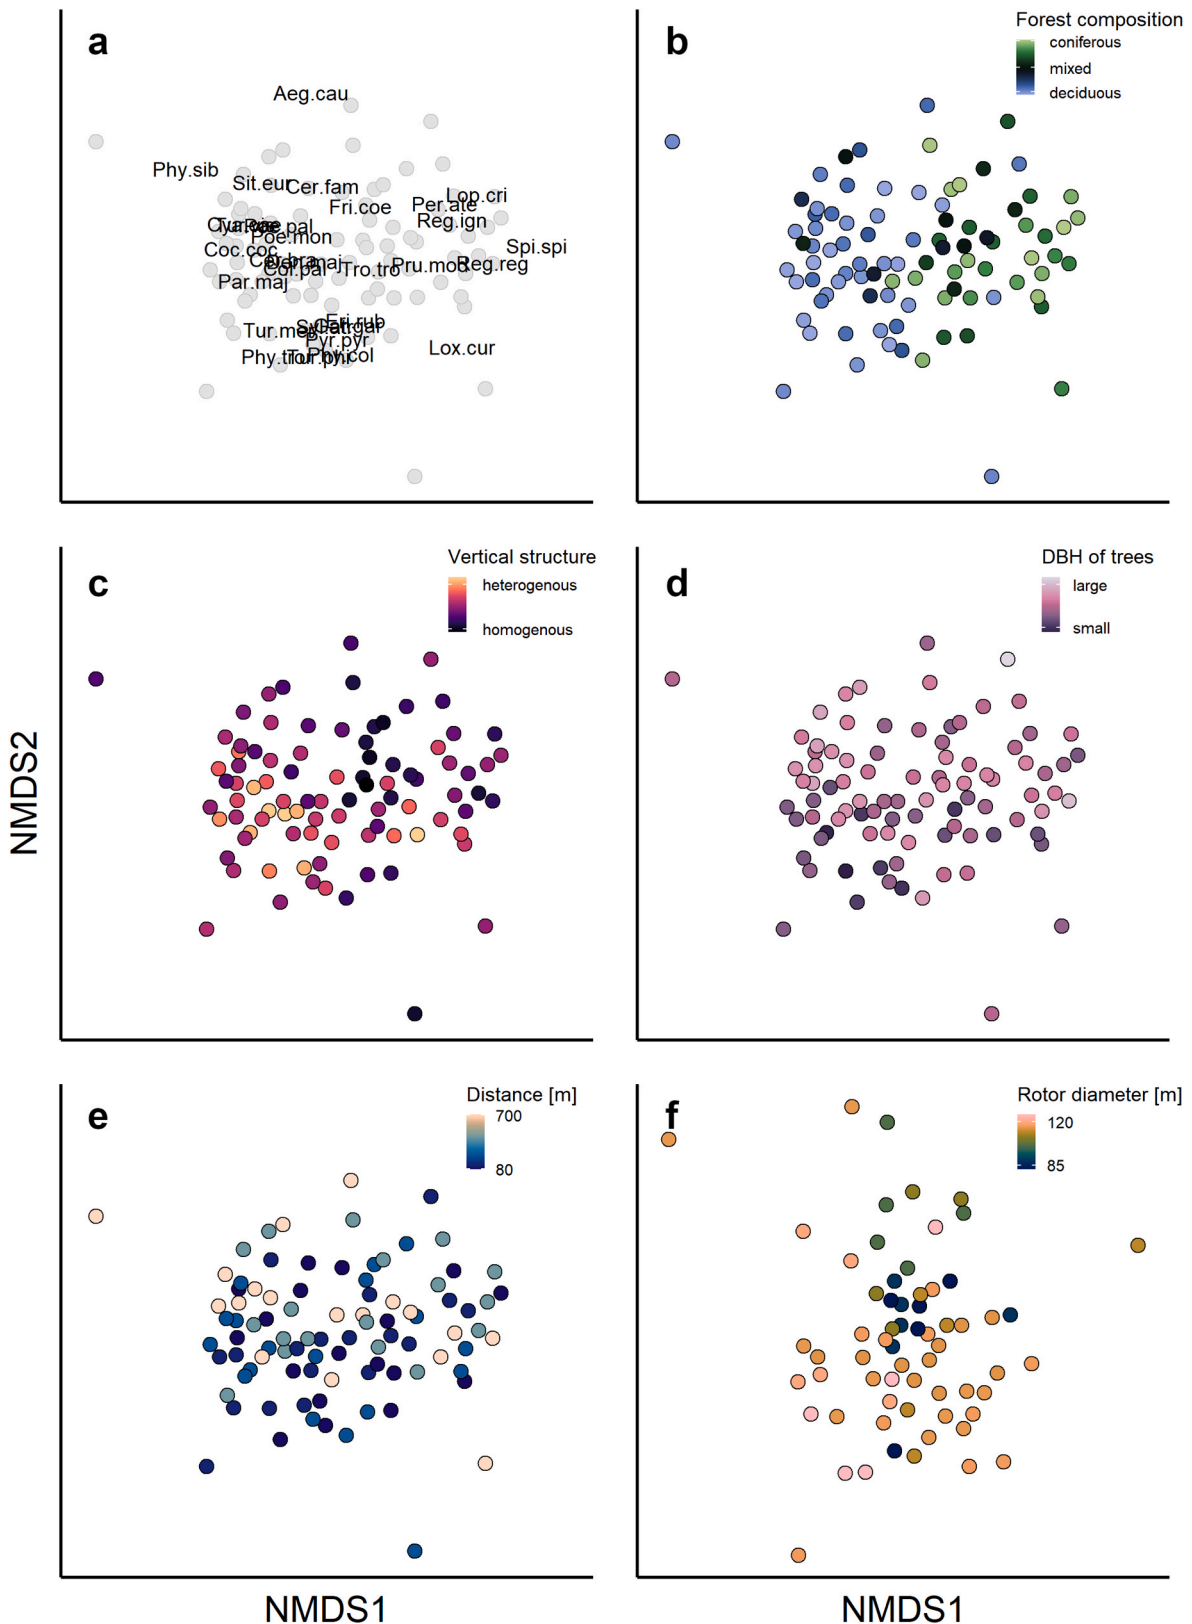 a
Aeg.cau
Phy.sib
Sit.eur
Cer.fam
Fri.coe
Lop.cri
Per.ate
Reg.ign
Poe.mon
Spi.spi
Coc.coc
Col.pal
Tro.tro
Reg.reg
Par.maj
Eri.rub
Pyr.pyr
Lox.cur
Phy.col
b
Forest composition
coniferous
mixed
deciduous
c
Vertical structure
heterogenous
homogenous
d
DBH of trees
large
small
NMDS2
e
Distance [m]
700
80
f
Rotor diameter [m]
120
85
NMDS1
NMDS1